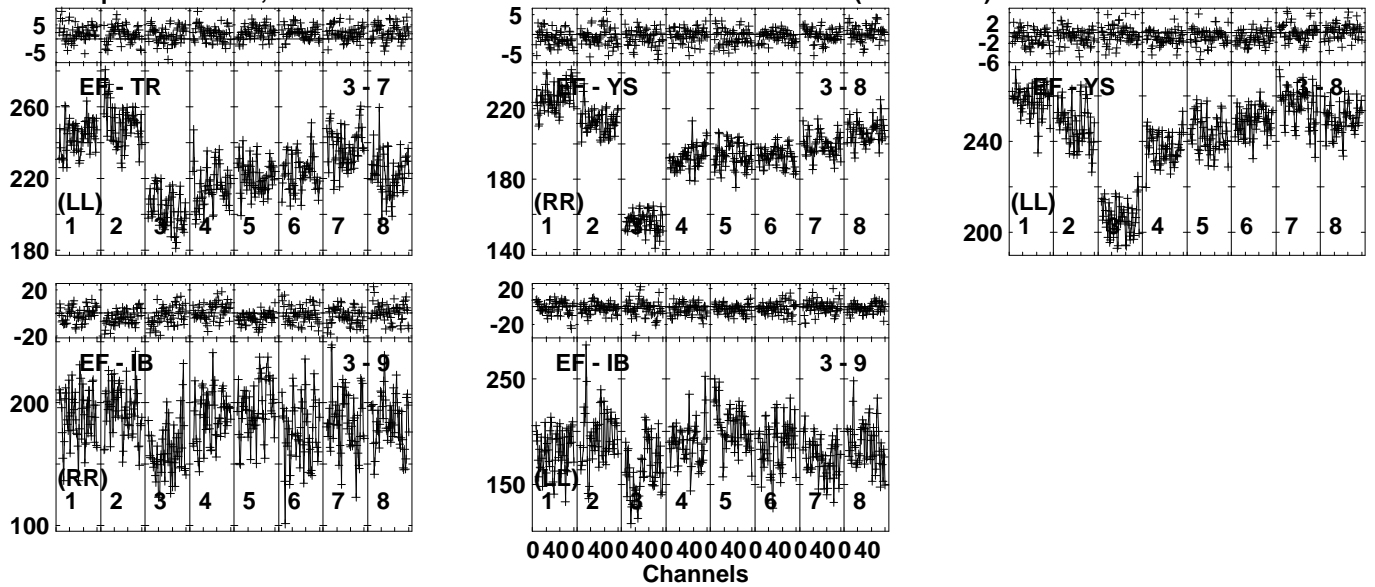 5
-5
EF - TR 3 - 7
260
220
180
(LL)
1 2 3 4 5 6 7 8
5
-5
EF - YS 3 - 8
220
180
140
(RR)
1 2 3 4 5 6 7 8
2
-2
-6
EF - YS 3 - 8
240
200
(LL)
1 2 3 4 5 6 7 8
20
-20
EF - IB 3 - 9
200
100
(RR)
1 2 3 4 5 6 7 8
20
-20
EF - IB 3 - 9
250
150
(LL)
1 2 3 4 5 6 7 8
0 40 0 40 0 40 0 40 0 40 0 40 0 40 0 40
Channels